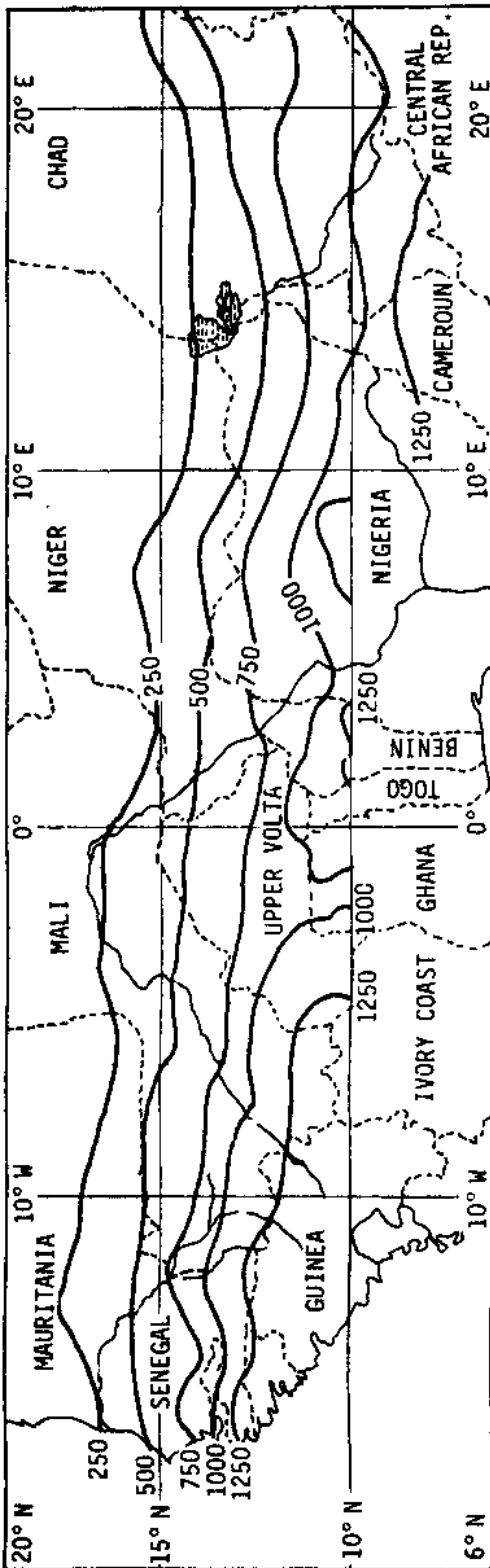 20° N
15° N
10° N
6° N
10° W
0°
10° E
20° E
10° W
0°
10° E
20° E
MAURITANIA
MALI
NIGER
CHAD
SENEGAL
GUINEA
UPPER VOLTA
IVORY COAST
GHANA
TOGO
BENIN
NIGERIA
CAMEROUN
CENTRAL
AFRICAN REP.
250
500
750
1000
1250
250
500
750
1000
1250
1000
1250
1250